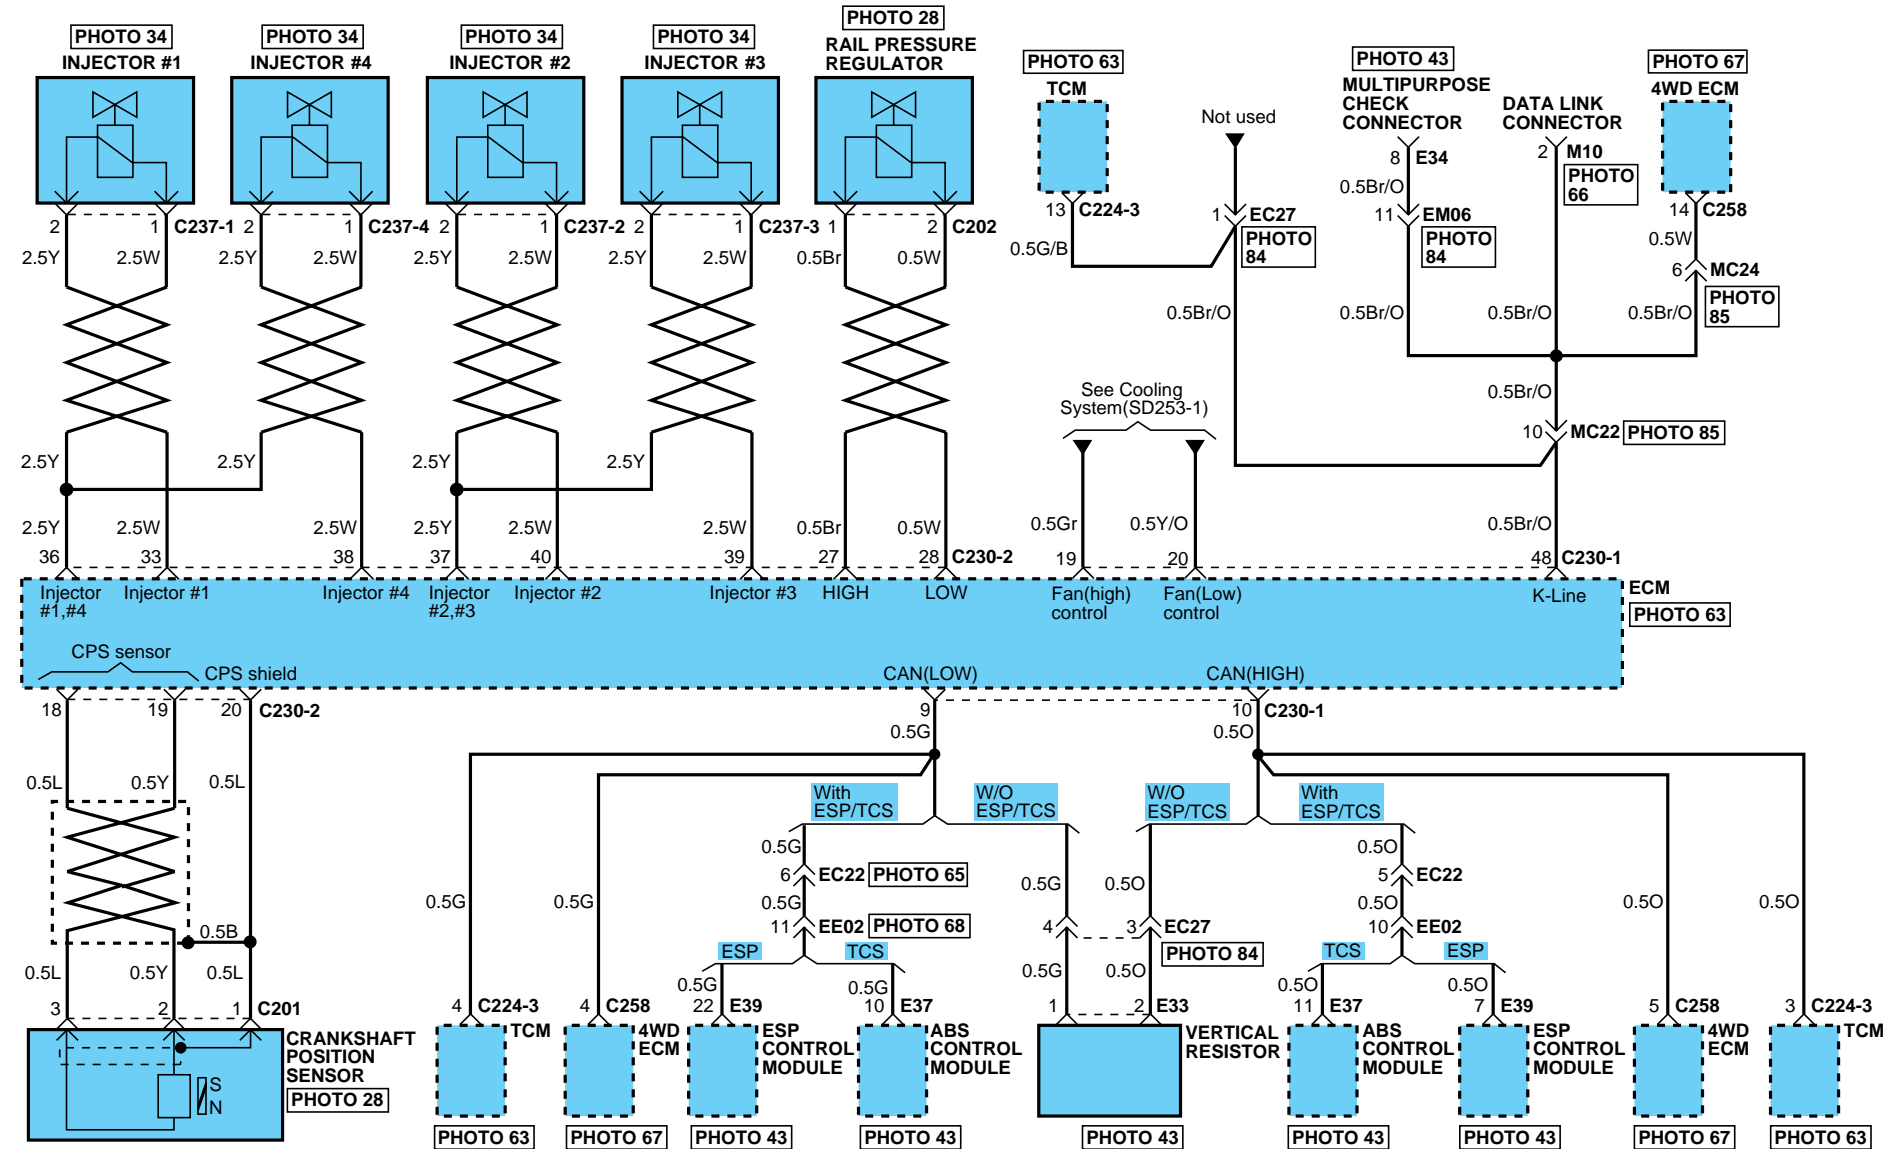 PHOTO 34
INJECTOR #1
PHOTO 34
INJECTOR #4
PHOTO 34
INJECTOR #2
PHOTO 34
INJECTOR #3
PHOTO 28
RAIL PRESSURE
REGULATOR
PHOTO 63
TCM
Not used
PHOTO 43
MULTIPURPOSE
CHECK
CONNECTOR
DATA LINK
CONNECTOR
PHOTO 67
4WD ECM
8 E34
2 M10
PHOTO
66
0.5Br/O
13 C224-3
1 EC27
PHOTO
84
11 EM06
PHOTO
84
14 C258
0.5G/B
0.5W
6 MC24
PHOTO
85
2 1 C237-1
2 1 C237-4
2 1 C237-2
2 1 C237-3
1 2 C202
2.5Y 2.5W 2.5Y 2.5W 2.5Y 2.5W 2.5Y 2.5W 0.5Br 0.5W
0.5Br/O 0.5Br/O 0.5Br/O 0.5Br/O
See Cooling
System(SD253-1)
0.5Br/O
10 MC22 PHOTO 85
2.5Y 2.5Y 2.5Y 2.5Y
2.5Y 2.5W 2.5W 2.5Y 2.5W 2.5W 0.5Br 0.5W 0.5Gr 0.5Y/O 0.5Br/O
36 33 38 37 40 39 27 28 C230-2 19 20 48 C230-1
Injector
#1,#4
Injector #1
Injector #4
Injector
#2,#3
Injector #2
Injector #3
HIGH
LOW
Fan(high)
control
Fan(Low)
control
K-Line
ECM
PHOTO 63
CPS sensor
CPS shield
CAN(LOW)
CAN(HIGH)
18 19 20 C230-2
9 10 C230-1
0.5G 0.5O
0.5L 0.5Y 0.5L
With
ESP/TCS
W/O
ESP/TCS
W/O
ESP/TCS
With
ESP/TCS
0.5G 0.5O
6 EC22 PHOTO 65
5 EC22
0.5G 0.5G 0.5G 0.5G 0.5O 0.5O 0.5O 0.5O
11 EE02 PHOTO 68
4 3 EC27
PHOTO 84
10 EE02
0.5B
ESP TCS
TCS ESP
0.5L 0.5Y 0.5L
0.5G 0.5G 0.5G 0.5O 0.5O 0.5O
3 2 1 C201
4 C224-3
4 C258
22 E39
10 E37
1 2 E33
11 E37
7 E39
5 C258
3 C224-3
CRANKSHAFT
POSITION
SENSOR
PHOTO 28
S
N
TCM
4WD
ECM
ESP
CONTROL
MODULE
ABS
CONTROL
MODULE
VERTICAL
RESISTOR
ABS
CONTROL
MODULE
ESP
CONTROL
MODULE
4WD
ECM
TCM
PHOTO 63
PHOTO 67
PHOTO 43
PHOTO 43
PHOTO 43
PHOTO 43
PHOTO 43
PHOTO 67
PHOTO 63